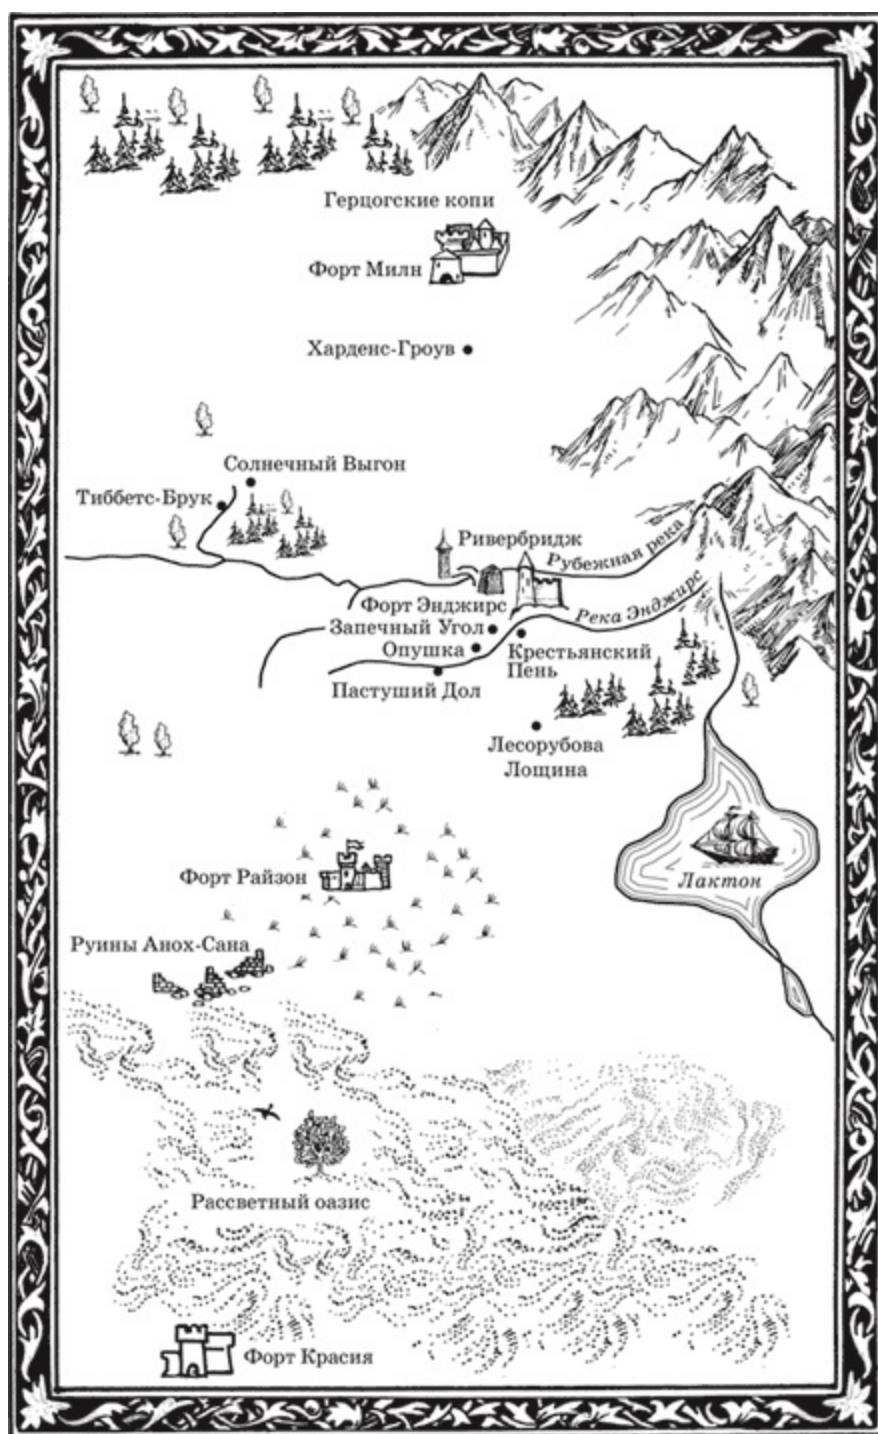 Герцогские копи
Форт Милн
Харденс-Гроув
Солнечный Выгон
Тиббетс-Брук
Ривербридж
Рубежная река
Форт Энджирс
Река Энджирс
Запечный Угол
Опушка
Крестьянский
Пень
Пастуший Дол
Лесорубова
Лощина
Форт Райзон
Лактон
Руины Анох-Сана
Рассветный оазис
Форт Красия